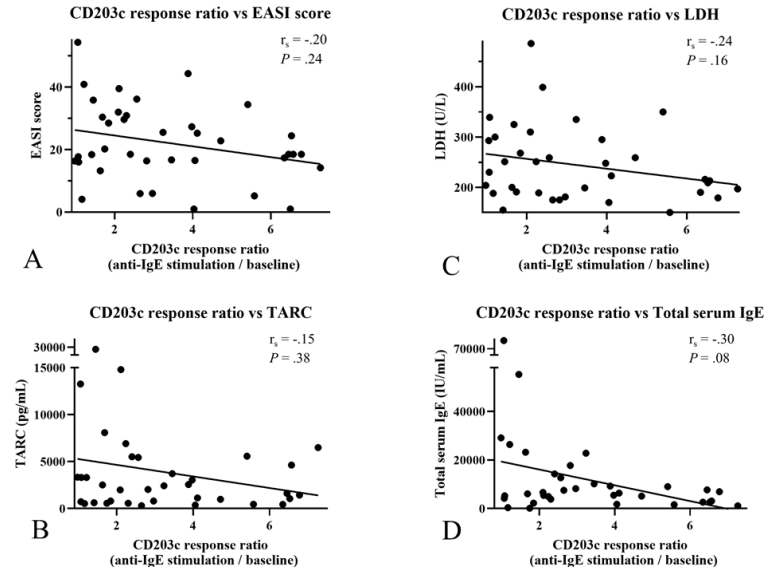 CD203c response ratio vs EASI score
rs = -.20
P = .24
EASI score
40
20
0
2 4 6
CD203c response ratio
(anti-IgE stimulation / baseline)
A
CD203c response ratio vs LDH
rs = -.24
P = .16
LDH (U/L)
400
300
200
2 4 6
CD203c response ratio
(anti-IgE stimulation / baseline)
C
CD203c response ratio vs TARC
rs = -.15
P = .38
TARC (pg/mL)
30000
15000
10000
5000
0
2 4 6
CD203c response ratio
(anti-IgE stimulation / baseline)
B
CD203c response ratio vs Total serum IgE
rs = -.30
P = .08
Total serum IgE (IU/mL)
70000
40000
20000
0
2 4 6
CD203c response ratio
(anti-IgE stimulation / baseline)
D